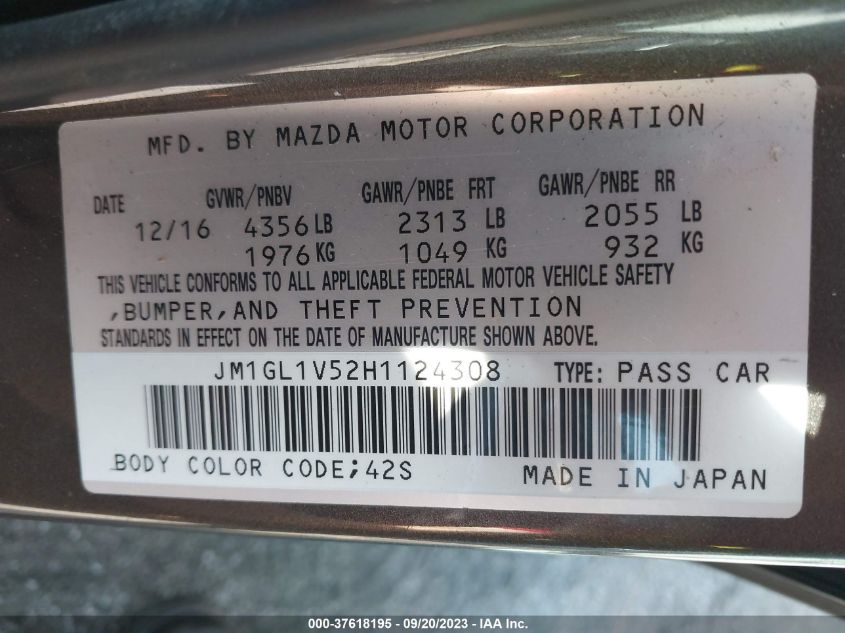 MFD. BY MAZDA MOTOR CORPORATION
DATE GVWR/PNBV GAWR/PNBE FRT GAWR/PNBE RR
12/16 4356 LB 2313 LB 2055 LB
1976 KG 1049 KG 932 KG
THIS VEHICLE CONFORMS TO ALL APPLICABLE FEDERAL MOTOR VEHICLE SAFETY
,BUMPER,AND THEFT PREVENTION
STANDARDS IN EFFECT ON THE DATE OF MANUFACTURE SHOWN ABOVE.
JM1GL1V52H1124308 TYPE: PASS CAR
BODY COLOR CODE;42S MADE IN JAPAN
000-37618195 - 09/20/2023 - IAA Inc.